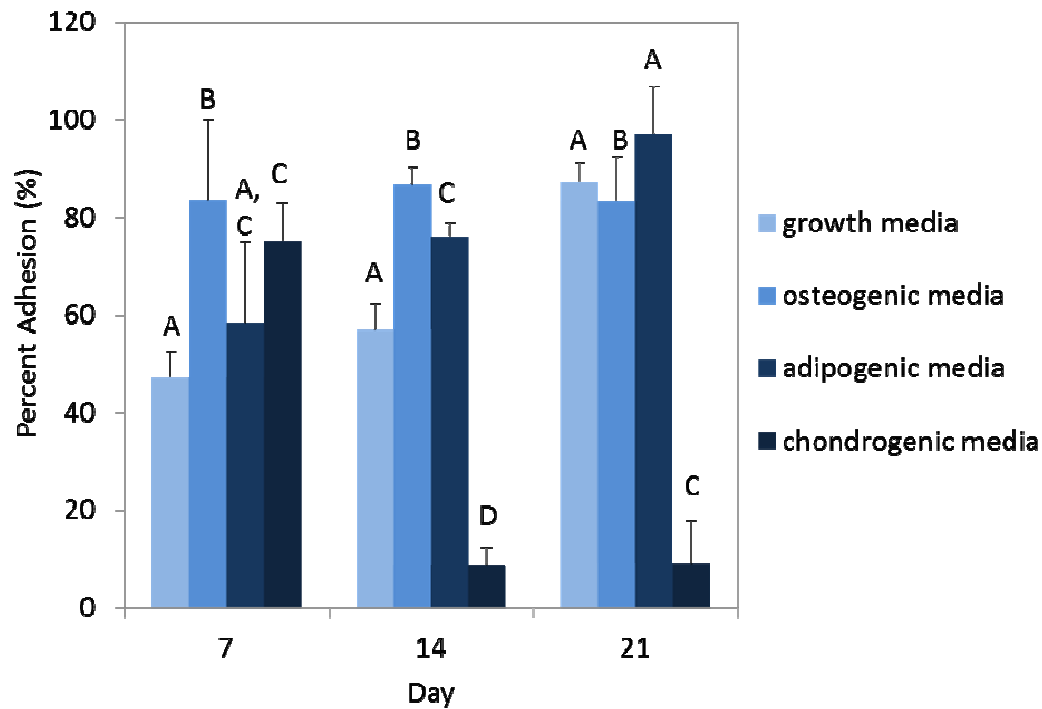 Percent Adhesion (%)
120
100
80
60
40
20
0
A
B
A,
C
C
A
B
C
D
A
B
A
C
7
14
21
Day
growth media
osteogenic media
adipogenic media
chondrogenic media